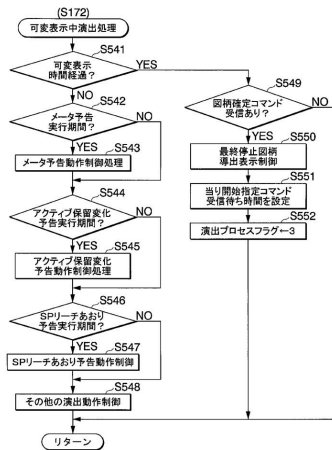 (S172)
可変表示中演出処理
S541
可変表示
時間経過?
YES
NO
S542
メータ予告
実行期間?
NO
YES
S543
メータ予告動作制御処理
S544
アクティブ保留変化
予告実行期間?
NO
YES
S545
アクティブ保留変化
予告動作制御処理
S546
SPリーチあおり
予告実行期間?
NO
YES
S547
SPリーチあおり予告動作制御
S548
その他の演出動作制御
リターン
S549
図柄確定コマンド
受信あり?
NO
YES
S550
最終停止図柄
導出表示制御
S551
当り開始指定コマンド
受信待ち時間を設定
S552
演出プロセスフラグ←3